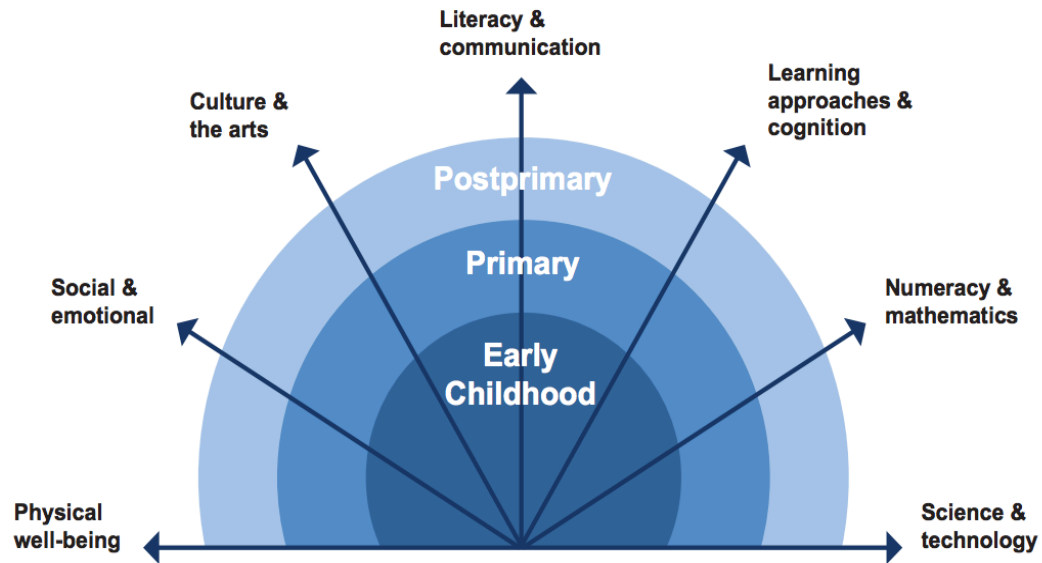 Literacy &
communication
Learning
approaches &
cognition
Culture &
the arts
Postprimary
Primary
Social &
emotional
Numeracy &
mathematics
Early
Childhood
Physical
well-being
Science &
technology